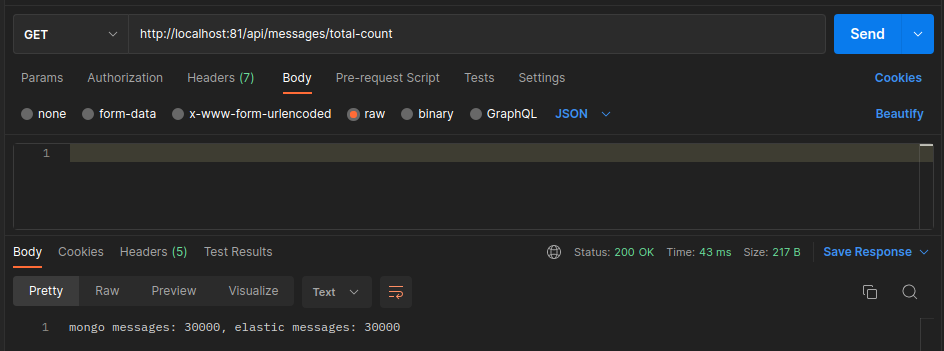 GET http://localhost:81/api/messages/total-count Send
Params Authorization Headers (7) Body Pre-request Script Tests Settings Cookies
none form-data x-www-form-urlencoded raw binary GraphQL JSON Beautify
1
Body Cookies Headers (5) Test Results Status: 200 OK Time: 43 ms Size: 217 B Save Response
Pretty Raw Preview Visualize Text
1 mongo messages: 30000, elastic messages: 30000